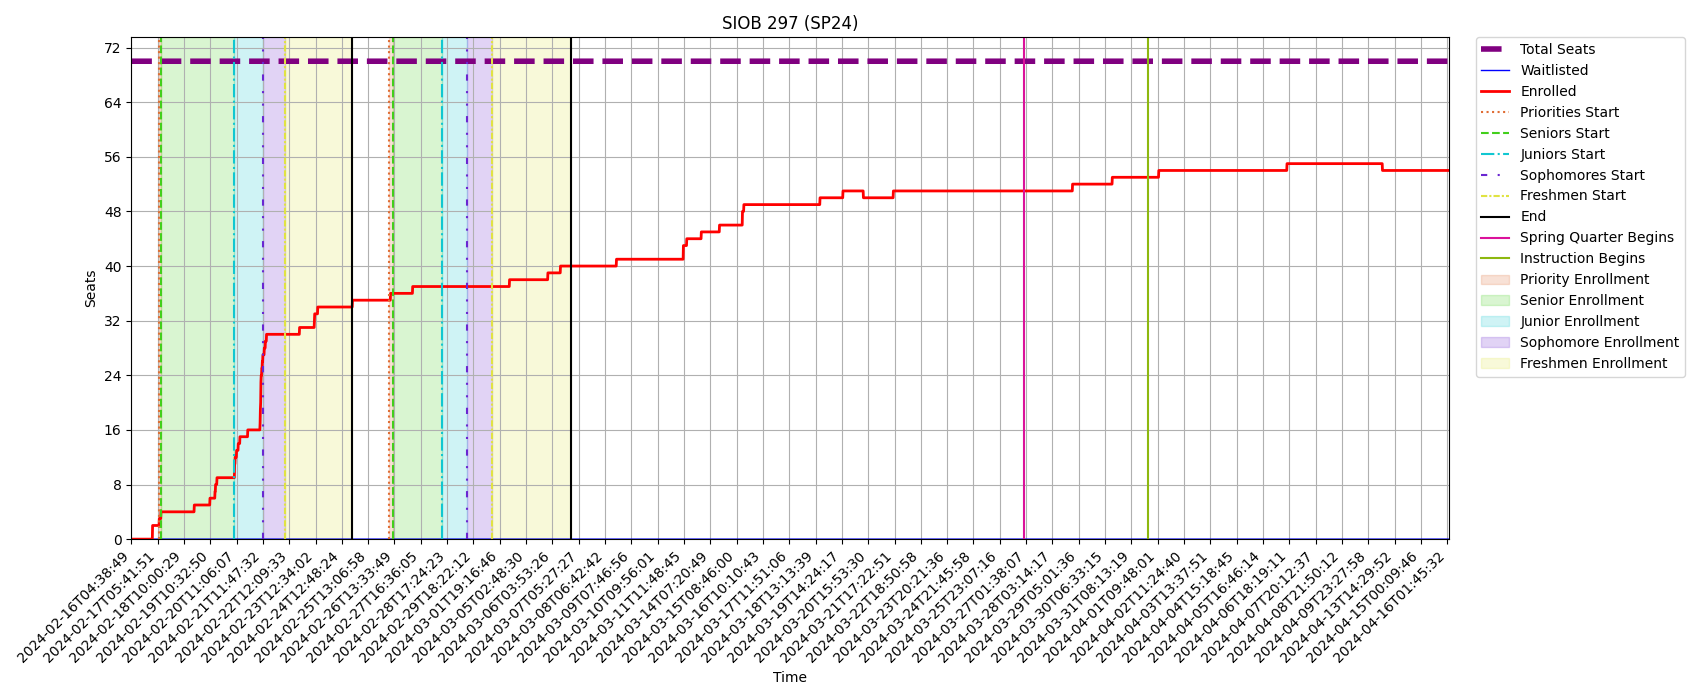 SIOB 297 (SP24)
72
64
56
48
40
32
24
16
8
0
Seats
2024-02-16T04:38:49
2024-02-17T05:41:51
2024-02-18T10:00:29
2024-02-19T10:32:50
2024-02-20T11:06:07
2024-02-21T11:47:32
2024-02-22T12:09:33
2024-02-23T12:34:02
2024-02-24T12:48:24
2024-02-25T13:06:58
2024-02-26T13:33:49
2024-02-27T16:36:05
2024-02-28T17:24:23
2024-02-29T18:22:12
2024-03-01T19:16:46
2024-03-05T02:48:30
2024-03-06T03:53:26
2024-03-07T05:27:27
2024-03-08T06:42:42
2024-03-09T07:46:56
2024-03-10T09:56:01
2024-03-11T11:48:45
2024-03-14T07:20:49
2024-03-15T08:46:00
2024-03-16T10:10:43
2024-03-17T11:51:06
2024-03-18T13:13:39
2024-03-19T14:24:17
2024-03-20T15:53:30
2024-03-21T17:22:51
2024-03-22T18:50:58
2024-03-23T20:21:36
2024-03-24T21:45:58
2024-03-25T23:07:16
2024-03-27T01:38:07
2024-03-28T03:14:17
2024-03-29T05:01:36
2024-03-30T06:33:15
2024-03-31T08:13:19
2024-04-01T09:48:01
2024-04-02T11:24:40
2024-04-03T13:37:51
2024-04-04T15:18:45
2024-04-05T16:46:14
2024-04-06T18:19:11
2024-04-07T20:12:37
2024-04-08T21:50:12
2024-04-09T23:27:58
2024-04-13T14:29:52
2024-04-15T00:09:46
2024-04-16T01:45:32
Time
Total Seats
Waitlisted
Enrolled
Priorities Start
Seniors Start
Juniors Start
Sophomores Start
Freshmen Start
End
Spring Quarter Begins
Instruction Begins
Priority Enrollment
Senior Enrollment
Junior Enrollment
Sophomore Enrollment
Freshmen Enrollment